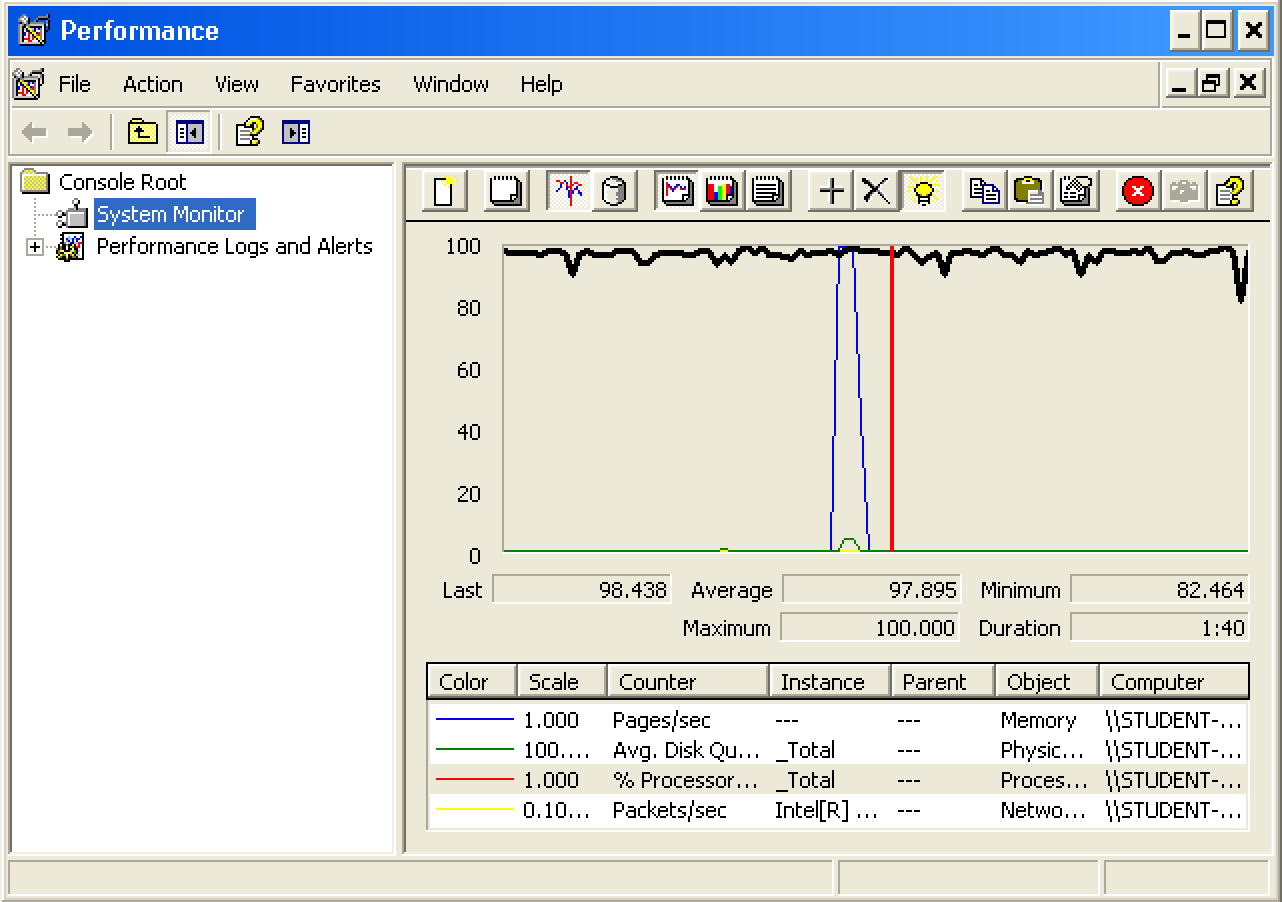 Performance
File Action View Favorites Window Help
Console Root
System Monitor
Performance Logs and Alerts
100
80
60
40
20
0
Last 98.438 Average 97.895 Minimum 82.464
Maximum 100.000 Duration 1:40
Color Scale Counter Instance Parent Object Computer
1.000 Pages/sec --- --- Memory \\STUDENT-...
100.... Avg. Disk Qu... _Total --- Physic... \\STUDENT-...
1.000 % Processor... _Total --- Proces... \\STUDENT-...
0.10... Packets/sec Intel[R] ... --- Netwo... \\STUDENT-...